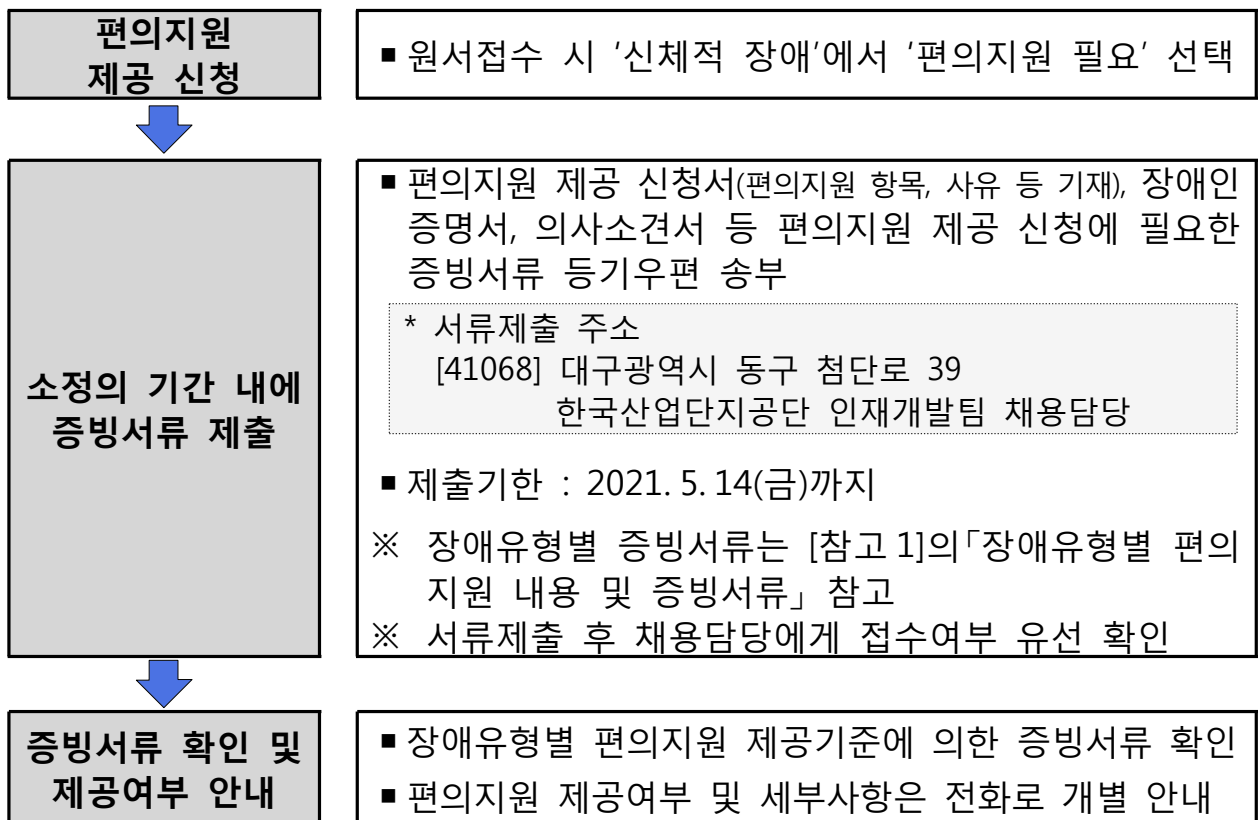 편의지원
제공 신청
▪ 원서접수 시 ‘신체적 장애’에서 ‘편의지원 필요’ 선택
소정의 기간 내에
증빙서류 제출
▪ 편의지원 제공 신청서(편의지원 항목, 사유 등 기재), 장애인
증명서, 의사소견서 등 편의지원 제공 신청에 필요한
증빙서류 등기우편 송부
* 서류제출 주소
[41068] 대구광역시 동구 첨단로 39
한국산업단지공단 인재개발팀 채용담당
▪ 제출기한 : 2021. 5. 14(금)까지
※ 장애유형별 증빙서류는 [참고 1]의「장애유형별 편의
지원 내용 및 증빙서류」 참고
※ 서류제출 후 채용담당에게 접수여부 유선 확인
증빙서류 확인 및
제공여부 안내
▪ 장애유형별 편의지원 제공기준에 의한 증빙서류 확인
▪ 편의지원 제공여부 및 세부사항은 전화로 개별 안내